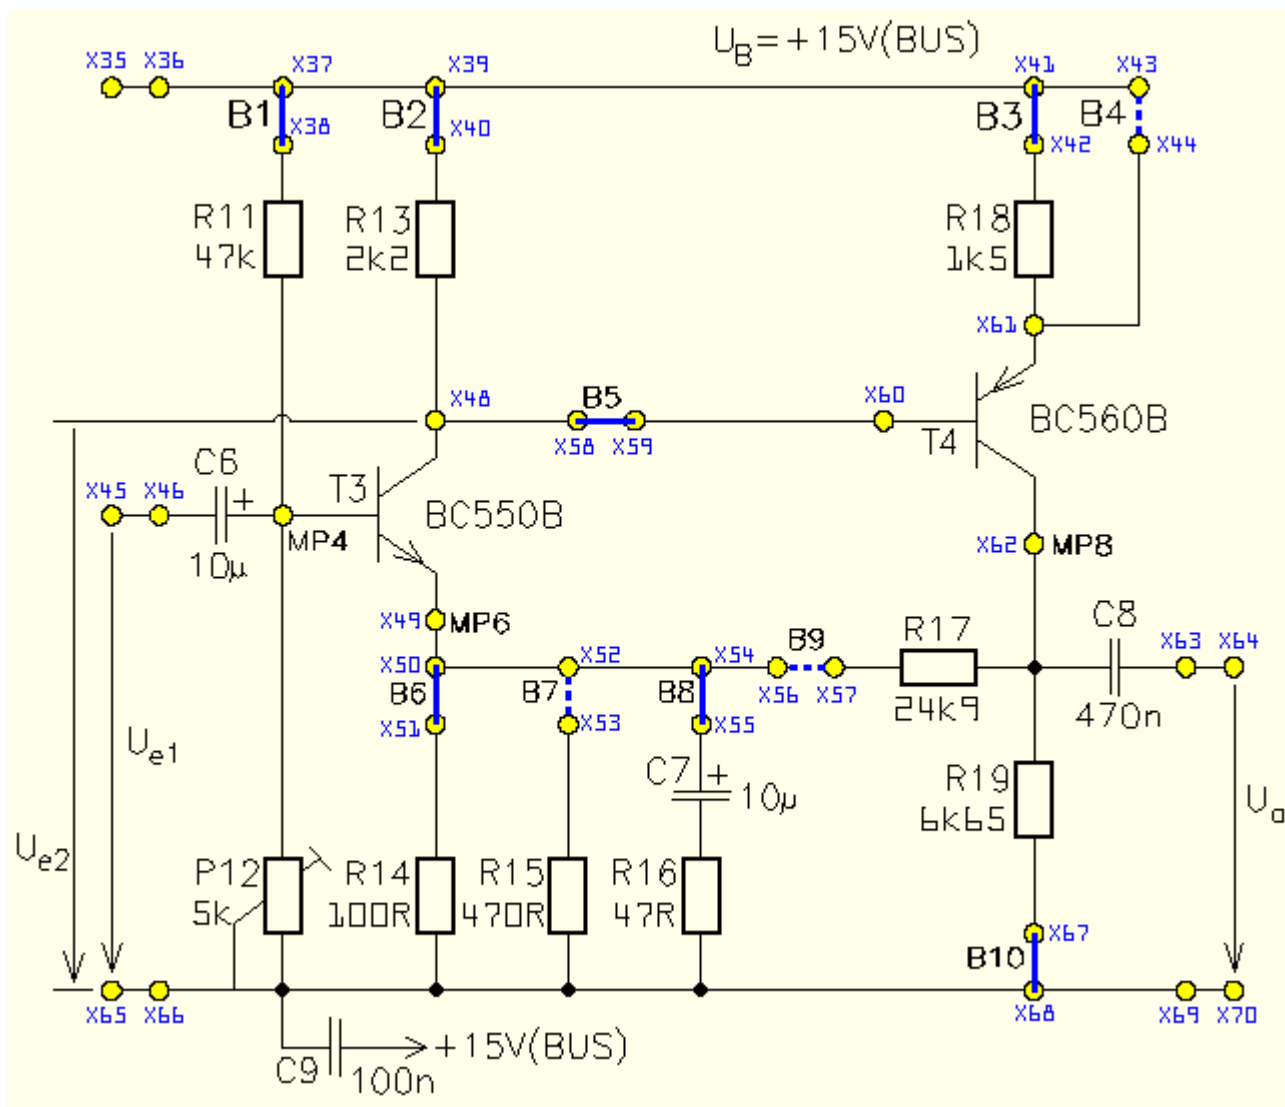 U_B=+15V(BUS)
X35 X36 X37 X39 X41 X43
B1 B2 B3 B4
X38 X40 X42 X44
R11 R13 R18
47k 2k2 1k5
X61
X48 B5 X60
X58 X59
T4 BC560B
C6 T3
X45 X46 +
BC550B
MP4
10µ
X62 MP8
X49 MP6
C8
B9 R17
X50 X52 X54 X63 X64
B6 B7 B8 X56 X57
24k9 470n
X51 X53 X55
Ue1
C7 +
10µ
R19
6k65
Ua
Ue2
P12 R14 R15 R16
5k 100R 470R 47R
X67
B10
X65 X66 X68 X69 X70
+15V(BUS)
C9 100n